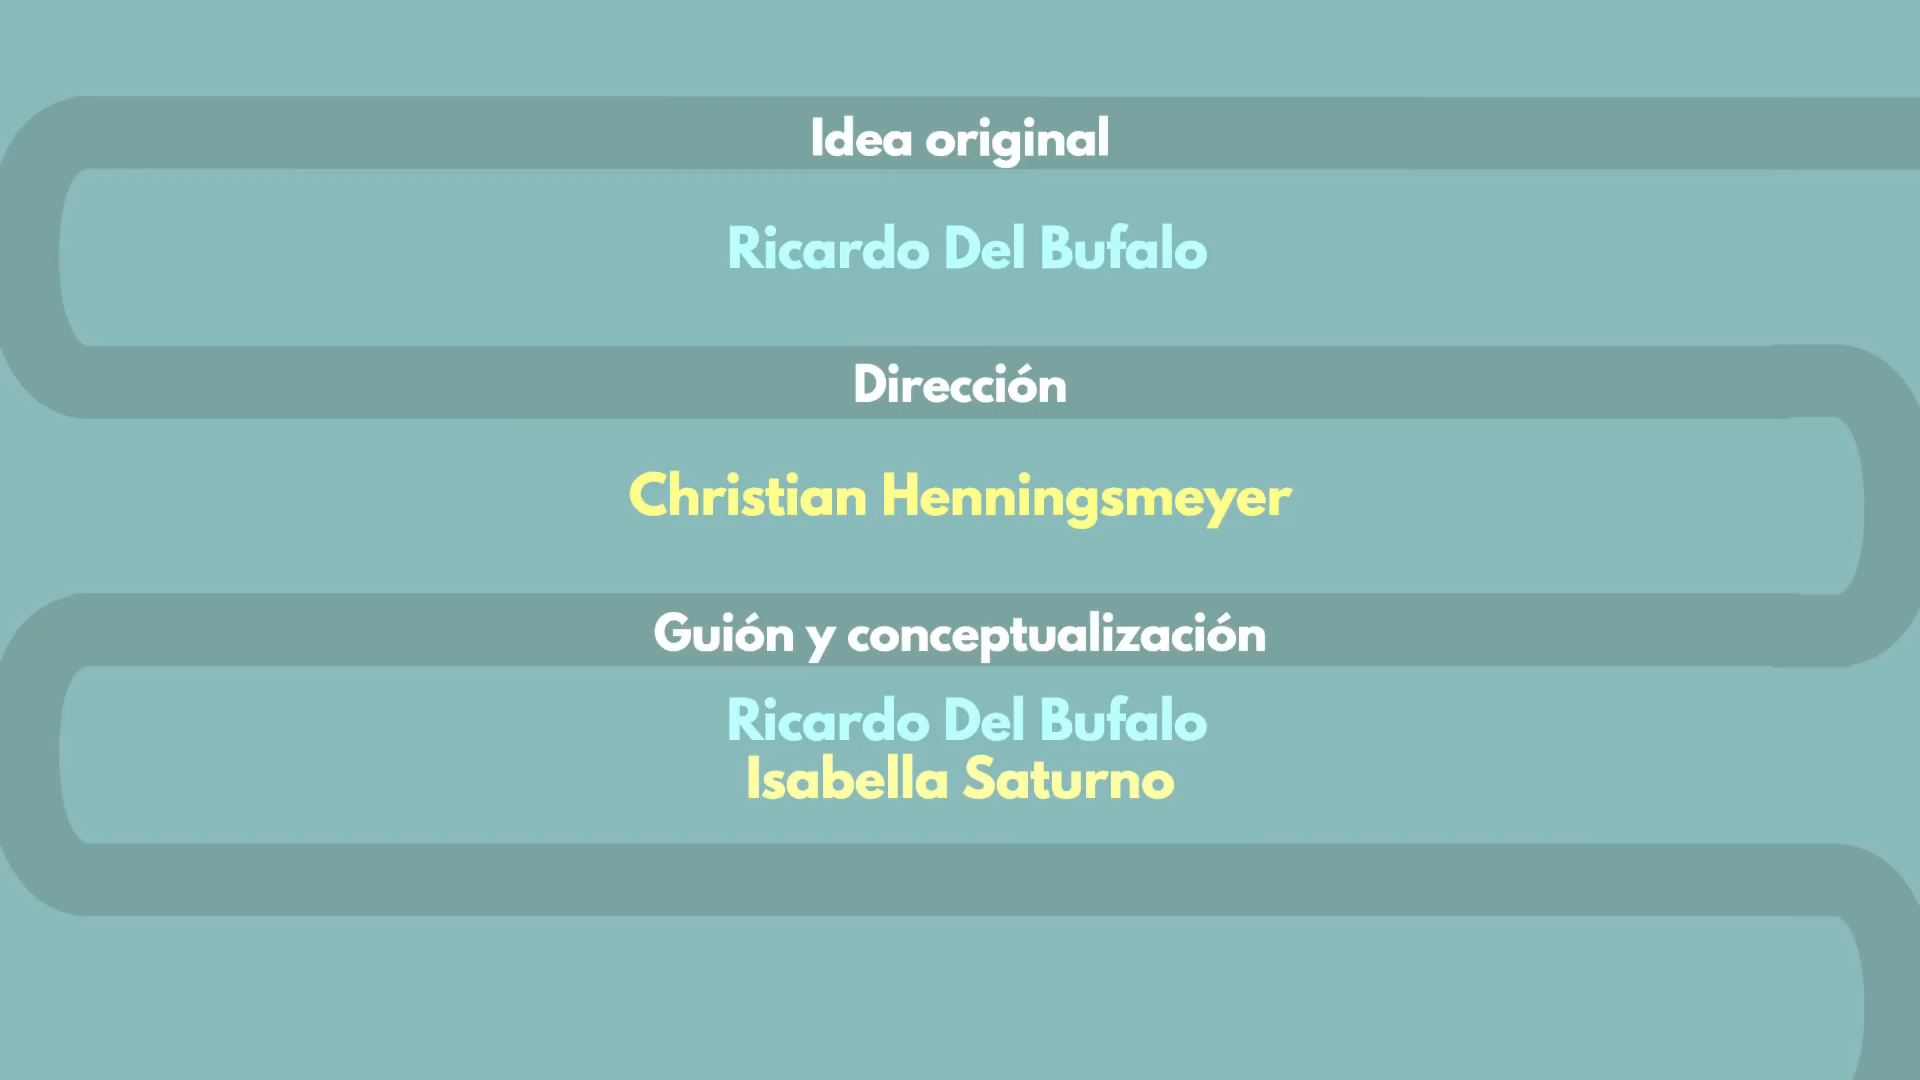 Idea original
Ricardo Del Bufalo
Dirección
Christian Henningsmeyer
Guión y conceptualización
Ricardo Del Bufalo
Isabella Saturno